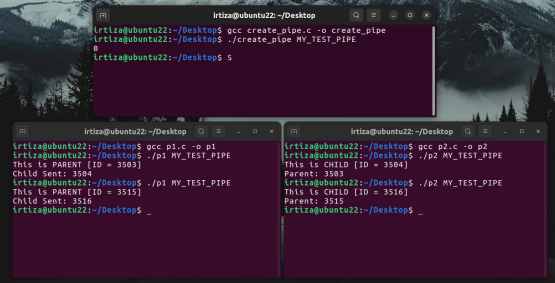 irtiza@ubuntu22: ~/Desktop
irtiza@ubuntu22:~/Desktop$ gcc create_pipe.c -o create_pipe
irtiza@ubuntu22:~/Desktop$ ./create_pipe MY_TEST_PIPE
0
irtiza@ubuntu22:~/Desktop$ S
irtiza@ubuntu22: ~/Desktop
irtiza@ubuntu22:~/Desktop$ gcc p1.c -o p1
irtiza@ubuntu22:~/Desktop$ ./p1 MY_TEST_PIPE
This is PARENT [ID = 3503]
Child Sent: 3504
irtiza@ubuntu22:~/Desktop$ ./p1 MY_TEST_PIPE
This is PARENT [ID = 3515]
Child Sent: 3516
irtiza@ubuntu22:~/Desktop$ _
irtiza@ubuntu22: ~/Desktop
irtiza@ubuntu22:~/Desktop$ gcc p2.c -o p2
irtiza@ubuntu22:~/Desktop$ ./p2 MY_TEST_PIPE
This is CHILD [ID = 3504]
Parent: 3503
irtiza@ubuntu22:~/Desktop$ ./p2 MY_TEST_PIPE
This is CHILD [ID = 3516]
Parent: 3515
irtiza@ubuntu22:~/Desktop$ _